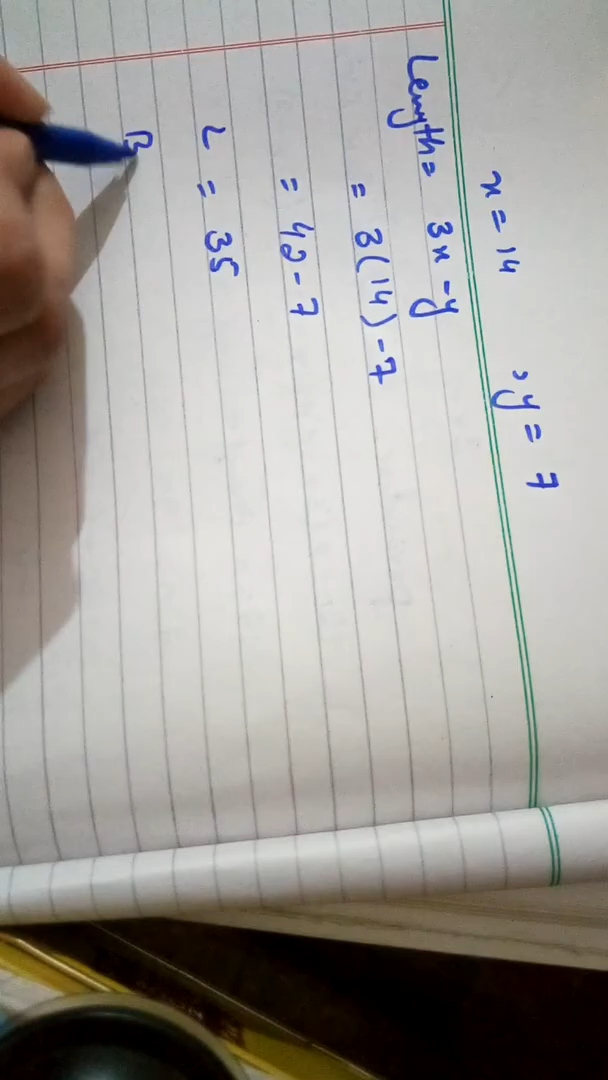 x = 14 , y = 7
Length = 3x - y
= 3(14) - 7
= 42 - 7
L = 35
B